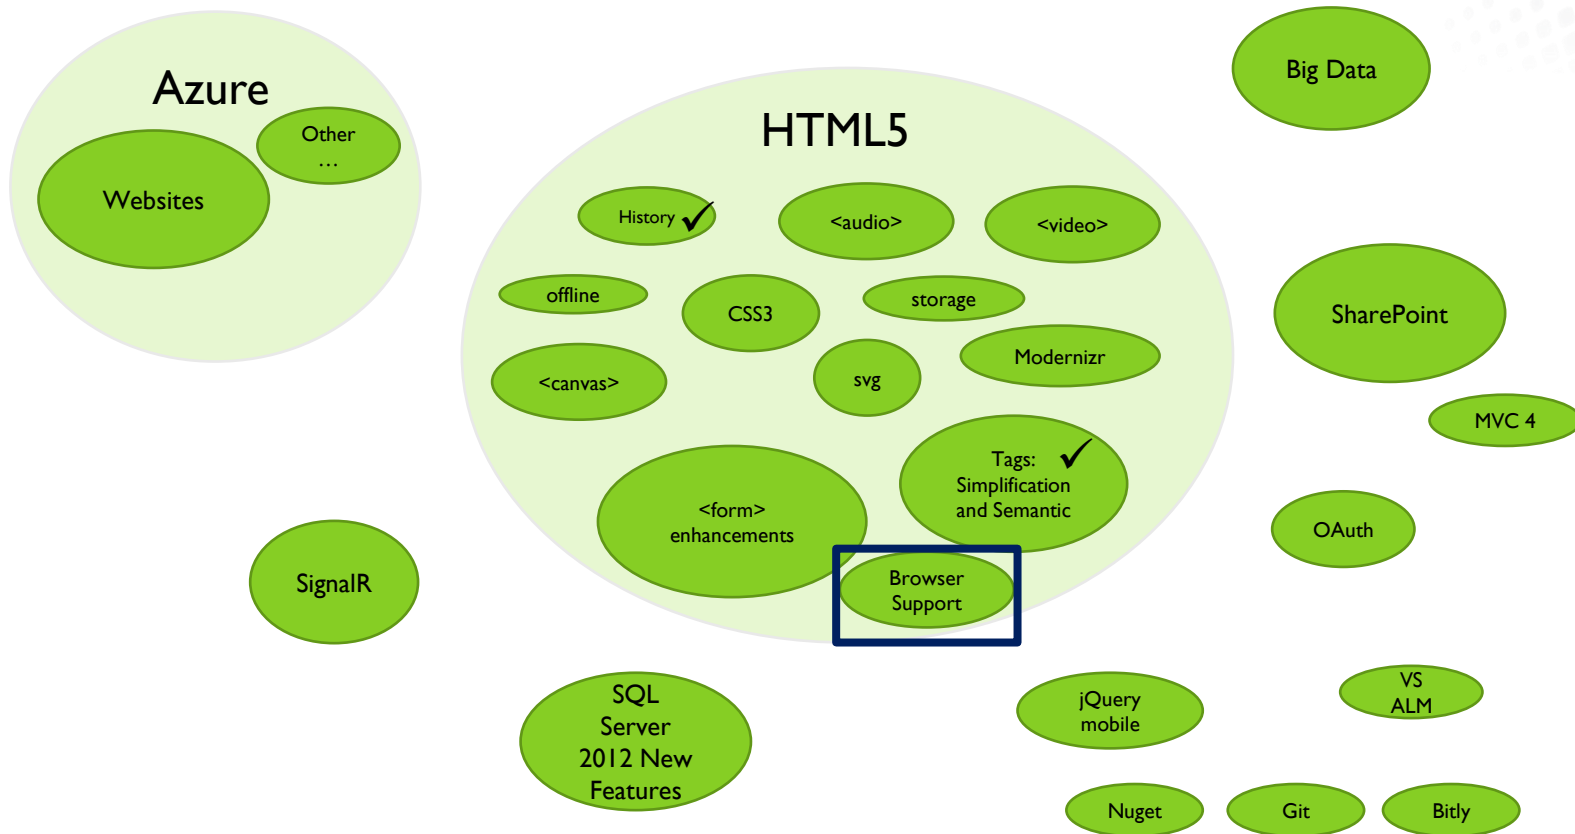 Azure
Other
…
Websites
HTML5
History
<audio>
<video>
offline
CSS3
storage
<canvas>
svg
Modernizr
<form>
enhancements
Tags:
Simplification
and Semantic
Browser
Support
Big Data
SharePoint
MVC 4
OAuth
SignalR
SQL
Server
2012 New
Features
jQuery
mobile
VS
ALM
Nuget
Git
Bitly